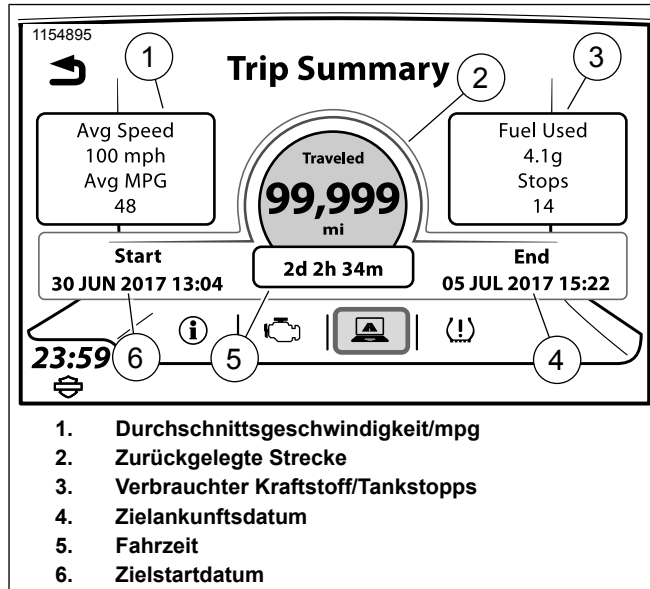 1154895
1
Trip Summary
2
3
Avg Speed
100 mph
Avg MPG
48
Traveled
99,999
mi
Fuel Used
4.1g
Stops
14
Start
30 JUN 2017 13:04
2d 2h 34m
End
05 JUL 2017 15:22
23:59
6
5
4
1. Durchschnittsgeschwindigkeit/mpg
2. Zurückgelegte Strecke
3. Verbrauchter Kraftstoff/Tankstopps
4. Zielankunftsdatum
5. Fahrzeit
6. Zielstartdatum